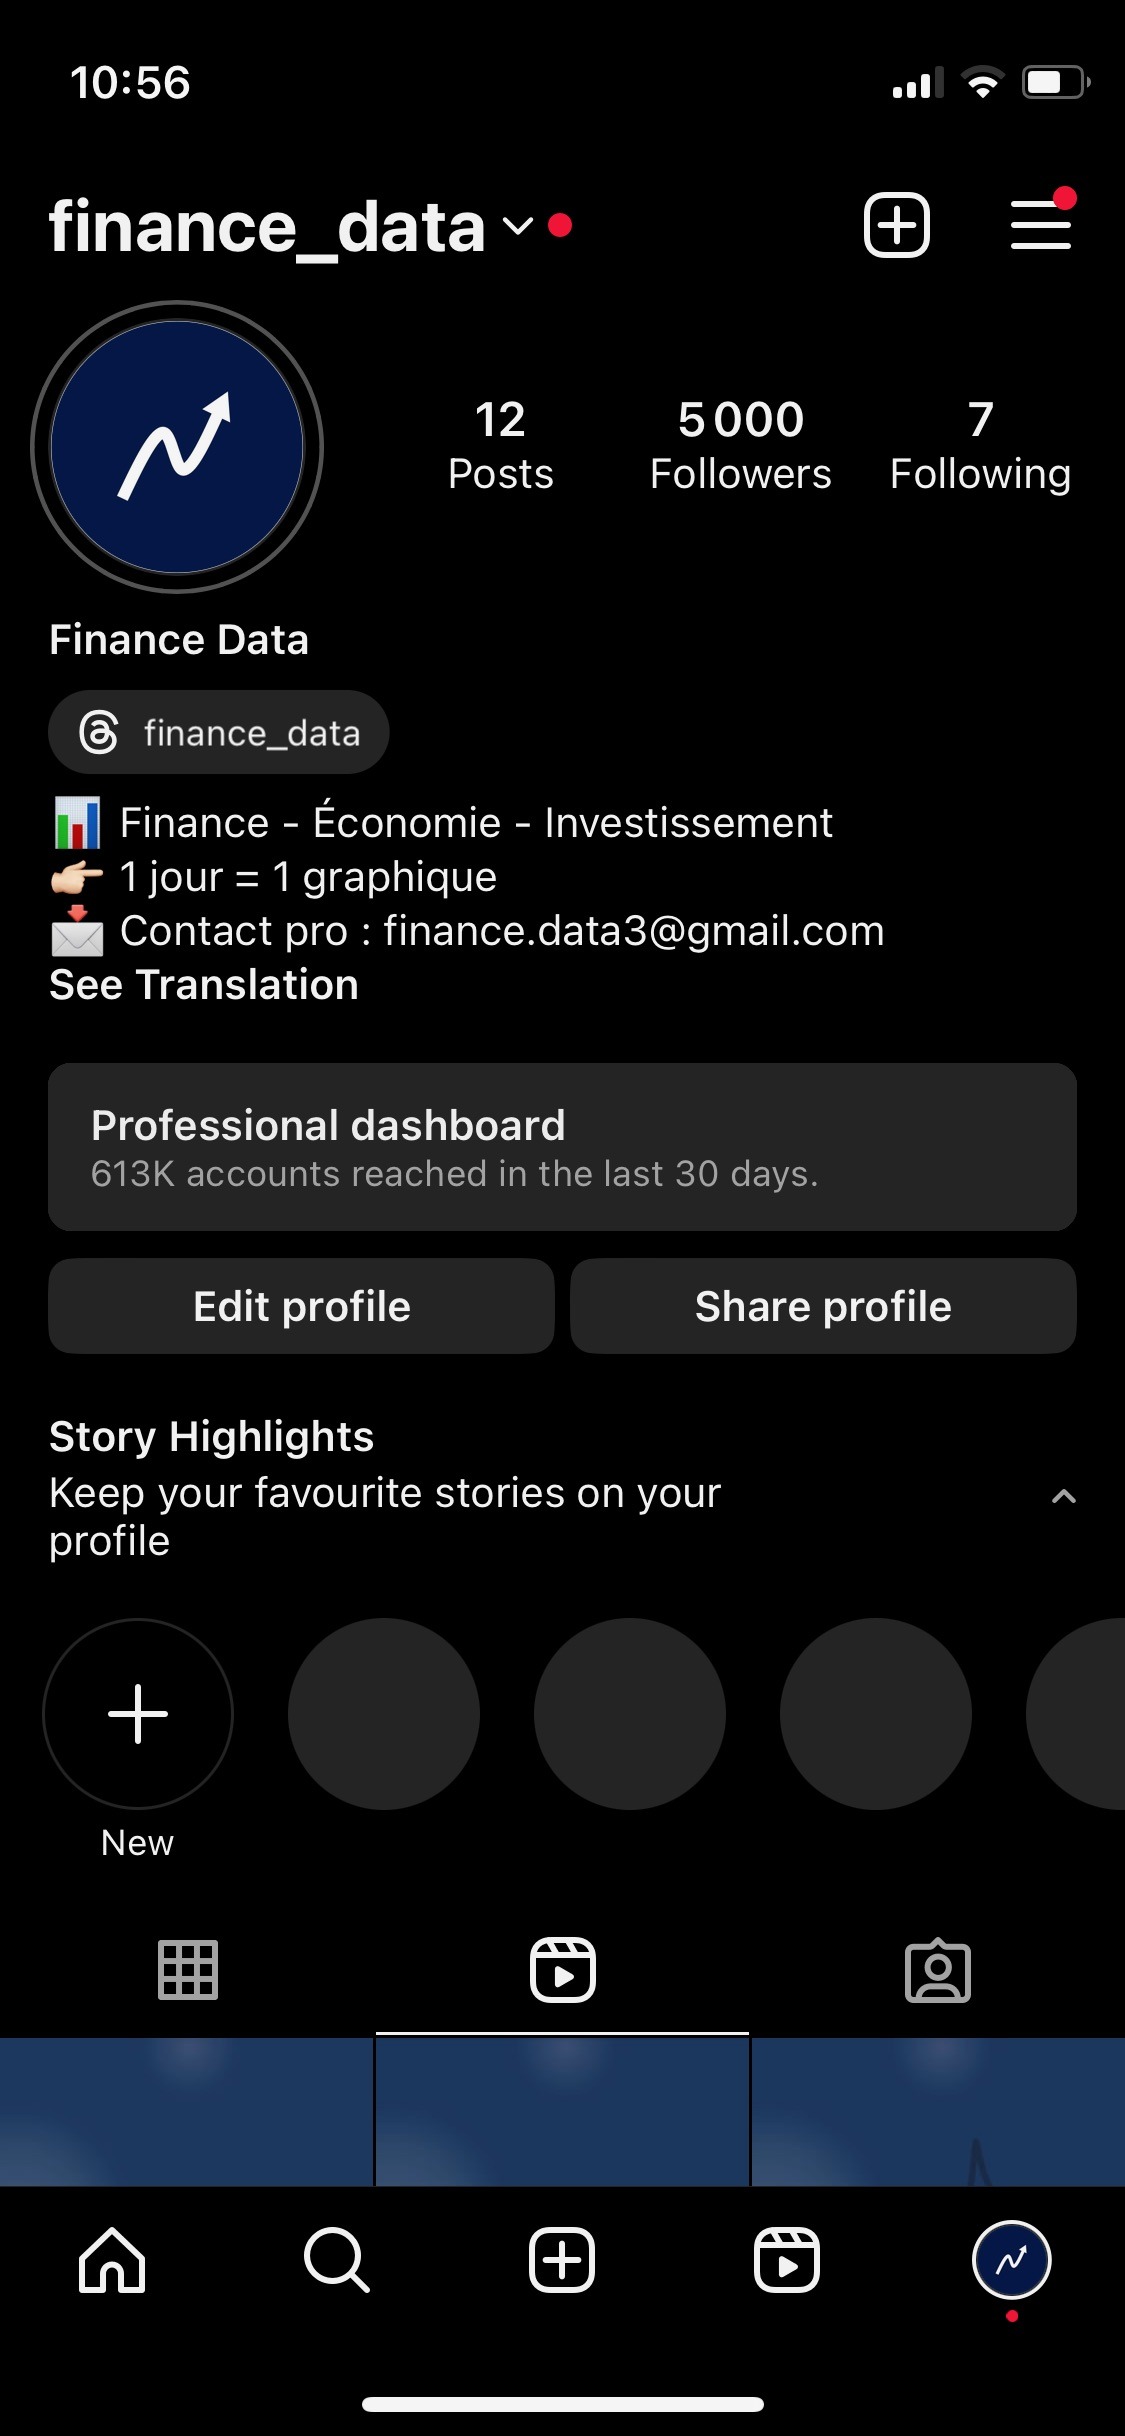 10:56
finance_data
12
Posts
5 000
Followers
7
Following
Finance Data
finance_data
Finance - Économie - Investissement
1 jour = 1 graphique
Contact pro : finance.data3@gmail.com
See Translation
Professional dashboard
613K accounts reached in the last 30 days.
Edit profile
Share profile
Story Highlights
Keep your favourite stories on your
profile
New